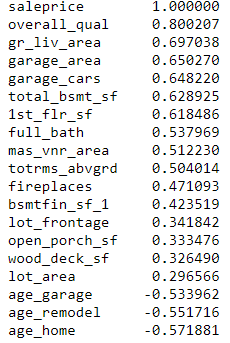 saleprice 1.000000
overall_qual 0.800207
gr_liv_area 0.697038
garage_area 0.650270
garage_cars 0.648220
total_bsmt_sf 0.628925
1st_flr_sf 0.618486
full_bath 0.537969
mas_vnr_area 0.512230
totrms_abvgrd 0.504014
fireplaces 0.471093
bsmtfin_sf_1 0.423519
lot_frontage 0.341842
open_porch_sf 0.333476
wood_deck_sf 0.326490
lot_area 0.296566
age_garage -0.533962
age_remodel -0.551716
age_home -0.571881